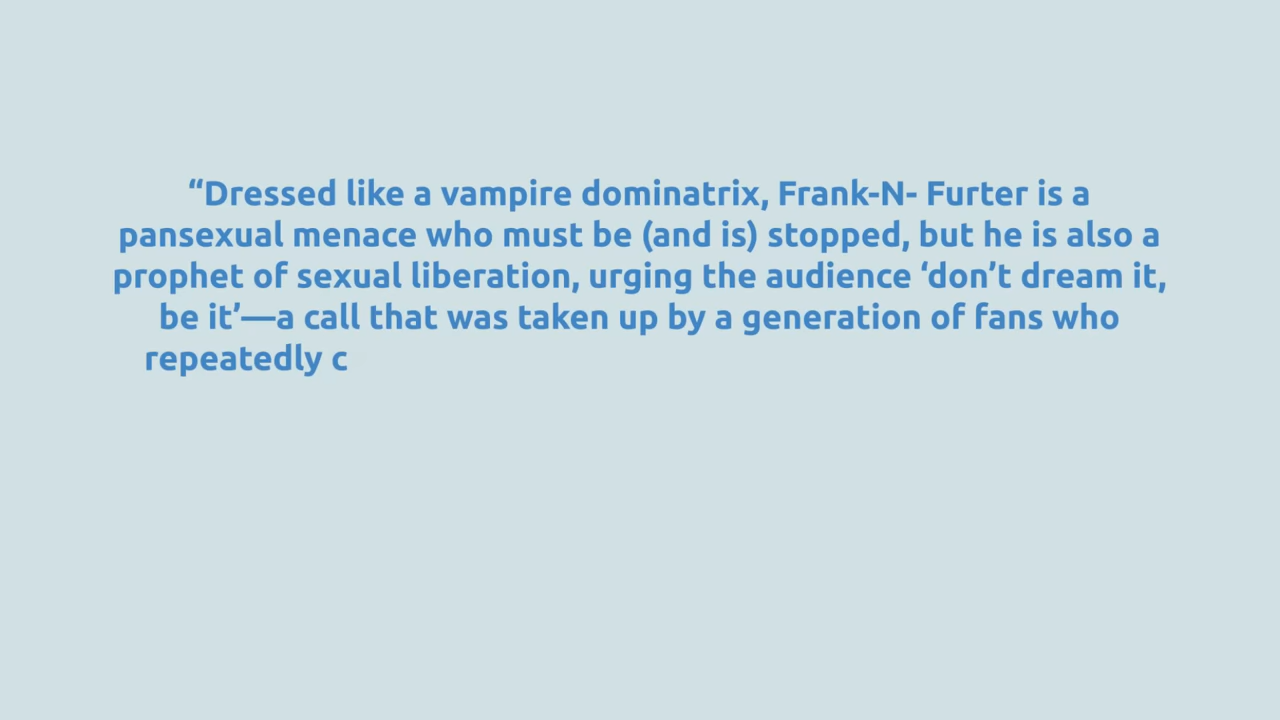 “Dressed like a vampire dominatrix, Frank-N- Furter is a
pansexual menace who must be (and is) stopped, but he is also a
prophet of sexual liberation, urging the audience ‘don’t dream it,
be it’—a call that was taken up by a generation of fans who
repeatedly c